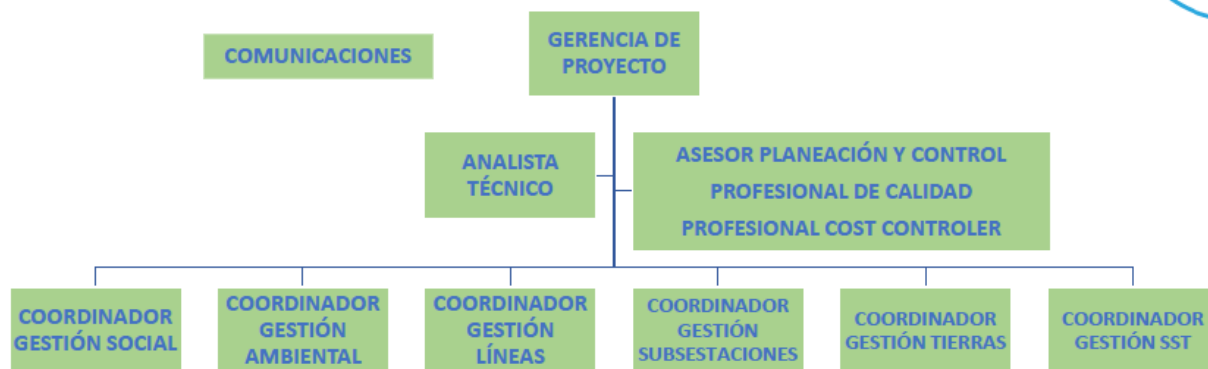 COMUNICACIONES
GERENCIA DE
PROYECTO
ANALISTA
TÉCNICO
ASESOR PLANEACIÓN Y CONTROL
PROFESIONAL DE CALIDAD
PROFESIONAL COST CONTROLER
COORDINADOR
GESTIÓN SOCIAL
COORDINADOR
GESTIÓN
AMBIENTAL
COORDINADOR
GESTIÓN
LÍNEAS
COORDINADOR
GESTIÓN
SUBSESTACIONES
COORDINADOR
GESTIÓN TIERRAS
COORDINADOR
GESTIÓN SST